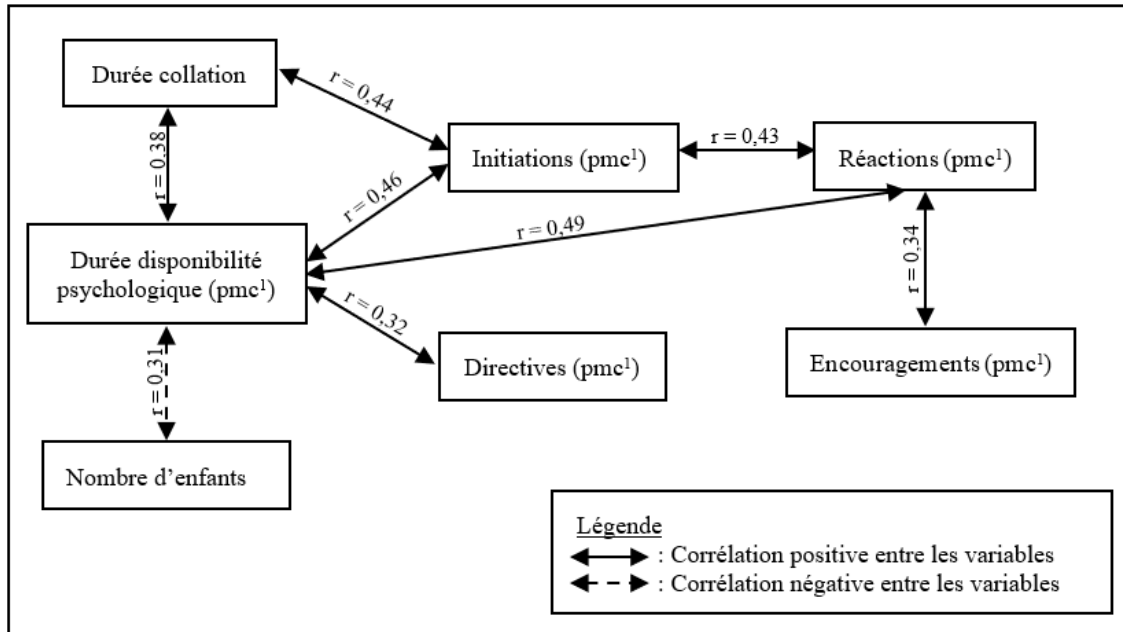 Durée collation
r = 0,44
r = 0,38
Initiations (pmc¹)
r = 0,43
Réactions (pmc¹)
r = 0,46
Durée disponibilité
psychologique (pmc¹)
r = 0,49
r = 0,34
r = 0,32
Directives (pmc¹)
Encouragements (pmc¹)
r = 0,31
Nombre d’enfants
Légende
: Corrélation positive entre les variables
: Corrélation négative entre les variables